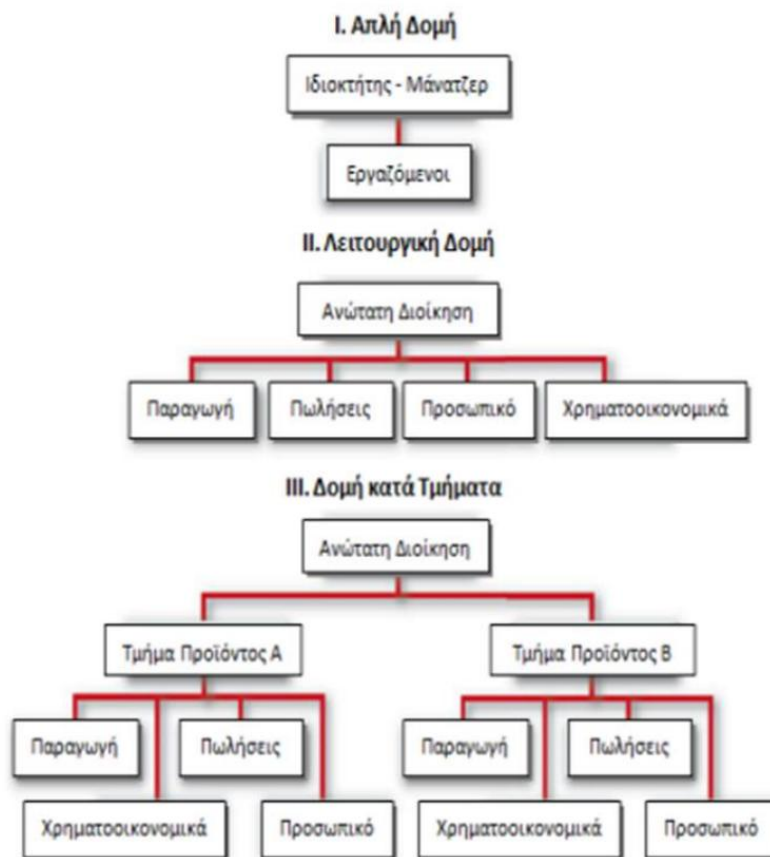 I. Απλή Δομή
Ιδιοκτήτης - Μάνατζερ
Εργαζόμενοι
II. Λειτουργική Δομή
Ανώτατη Διοίκηση
Παραγωγή
Πωλήσεις
Προσωπικό
Χρηματοοικονομικά
III. Δομή κατά Τμήματα
Ανώτατη Διοίκηση
Τμήμα Προϊόντος Α
Τμήμα Προϊόντος Β
Παραγωγή
Πωλήσεις
Παραγωγή
Πωλήσεις
Χρηματοοικονομικά
Προσωπικό
Χρηματοοικονομικά
Προσωπικό